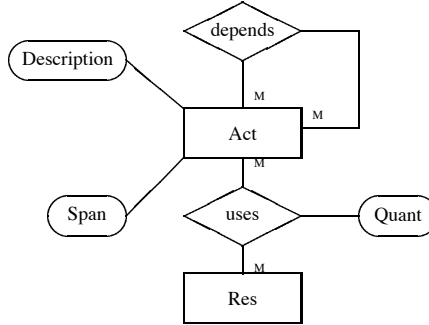 depends
Description
M
M
Act
M
Span
uses
Quant
M
Res